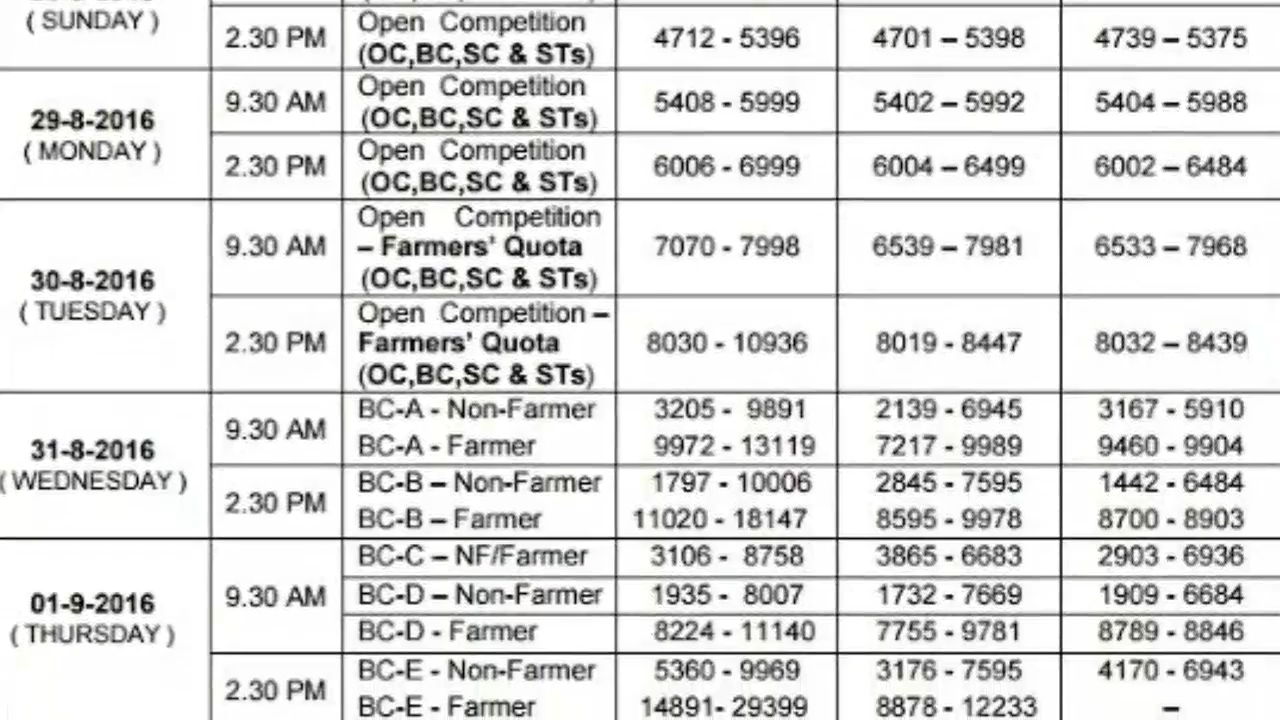 ( SUNDAY )
2.30 PM
Open Competition
(OC,BC,SC & STs)
4712 - 5396
4701 – 5398
4739 – 5375
29-8-2016
( MONDAY )
9.30 AM
Open Competition
(OC,BC,SC & STs)
5408 - 5999
5402 – 5992
5404 – 5988
2.30 PM
Open Competition
(OC,BC,SC & STs)
6006 - 6999
6004 – 6499
6002 – 6484
30-8-2016
( TUESDAY )
9.30 AM
Open Competition
– Farmers' Quota
(OC,BC,SC & STs)
7070 - 7998
6539 – 7981
6533 – 7968
2.30 PM
Open Competition –
Farmers' Quota
(OC,BC,SC & STs)
8030 - 10936
8019 - 8447
8032 – 8439
31-8-2016
( WEDNESDAY )
9.30 AM
BC-A - Non-Farmer
3205 - 9891
2139 - 6945
3167 - 5910
BC-A - Farmer
9972 - 13119
7217 - 9989
9460 - 9904
2.30 PM
BC-B – Non-Farmer
1797 - 10006
2845 - 7595
1442 - 6484
BC-B – Farmer
11020 - 18147
8595 - 9978
8700 - 8903
01-9-2016
( THURSDAY )
9.30 AM
BC-C – NF/Farmer
3106 - 8758
3865 - 6683
2903 - 6936
BC-D – Non-Farmer
1935 - 8007
1732 - 7669
1909 - 6684
BC-D - Farmer
8224 - 11140
7755 - 9781
8789 - 8846
2.30 PM
BC-E - Non-Farmer
5360 - 9969
3176 - 7595
4170 - 6943
BC-E - Farmer
14891- 29399
8878 - 12233
–